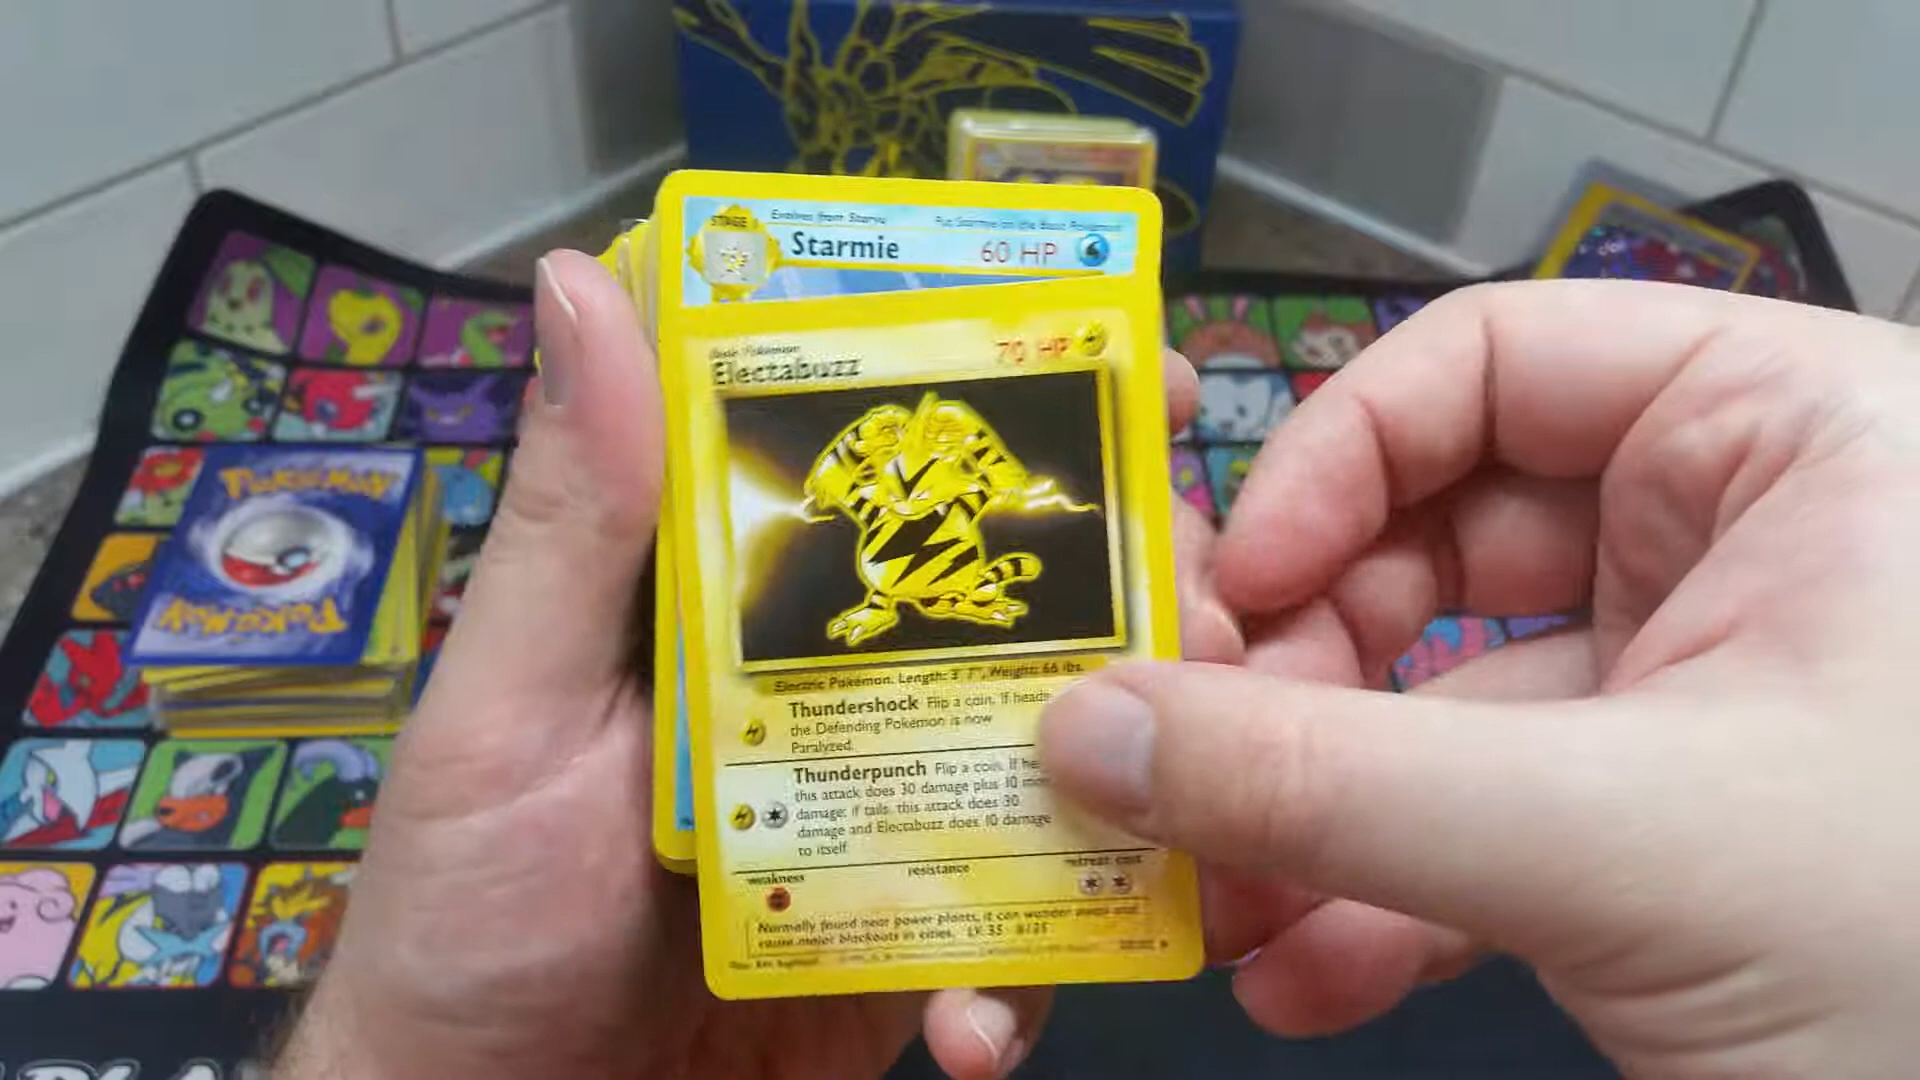 STAGE 1
Evolves from Staryu
Put Starmie on the Basic Pokémon
Starmie
60 HP
Basic Pokémon
Electabuzz
70 HP
Electric Pokémon. Length: 3' 7", Weight: 66 lbs.
Thundershock Flip a coin. If heads,
the Defending Pokémon is now
Paralyzed.
Thunderpunch Flip a coin. If he
this attack does 30 damage plus 10 mor
damage; if tails, this attack does 30
damage and Electabuzz does 10 damage
to itself.
weakness
resistance
retreat cost
Normally found near power plants, it can wander away and
cause major blackouts in cities. LV. 35 #125
POKéMON
POKéMON